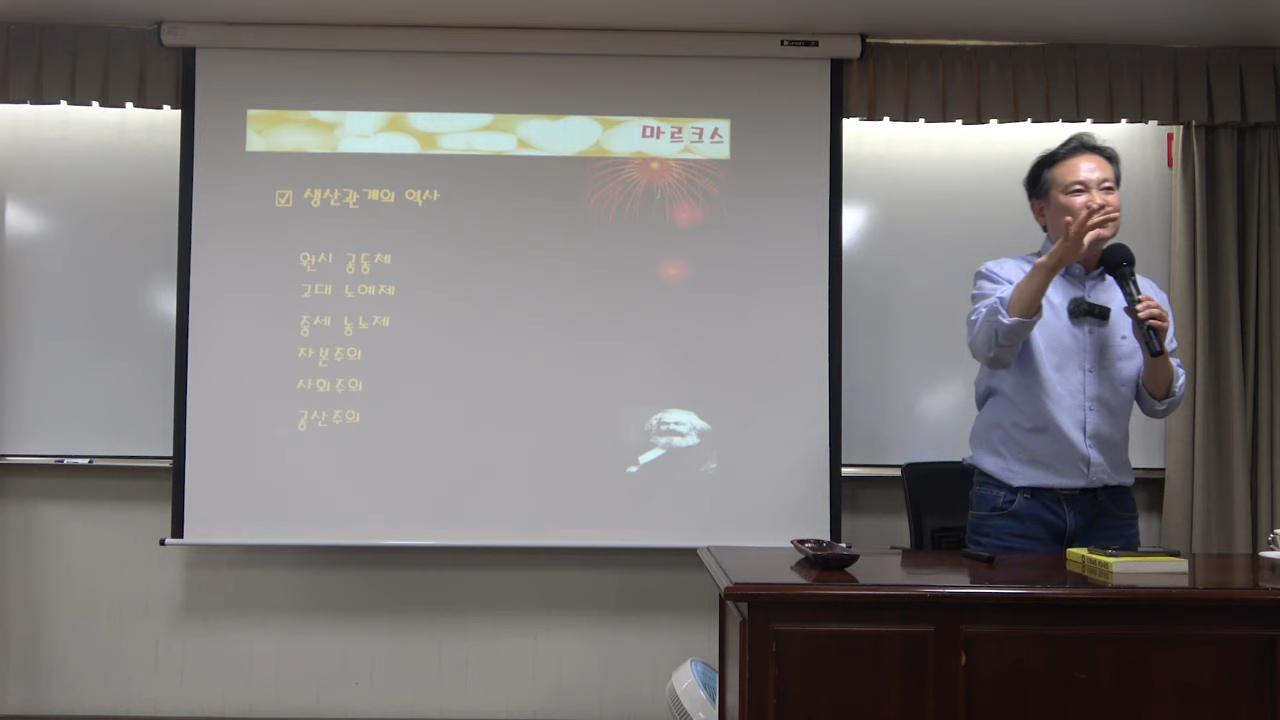 마르크스
☑ 생산관계의 역사
원시 공동체
고대 노예제
중세 농노제
자본주의
사회주의
공산주의